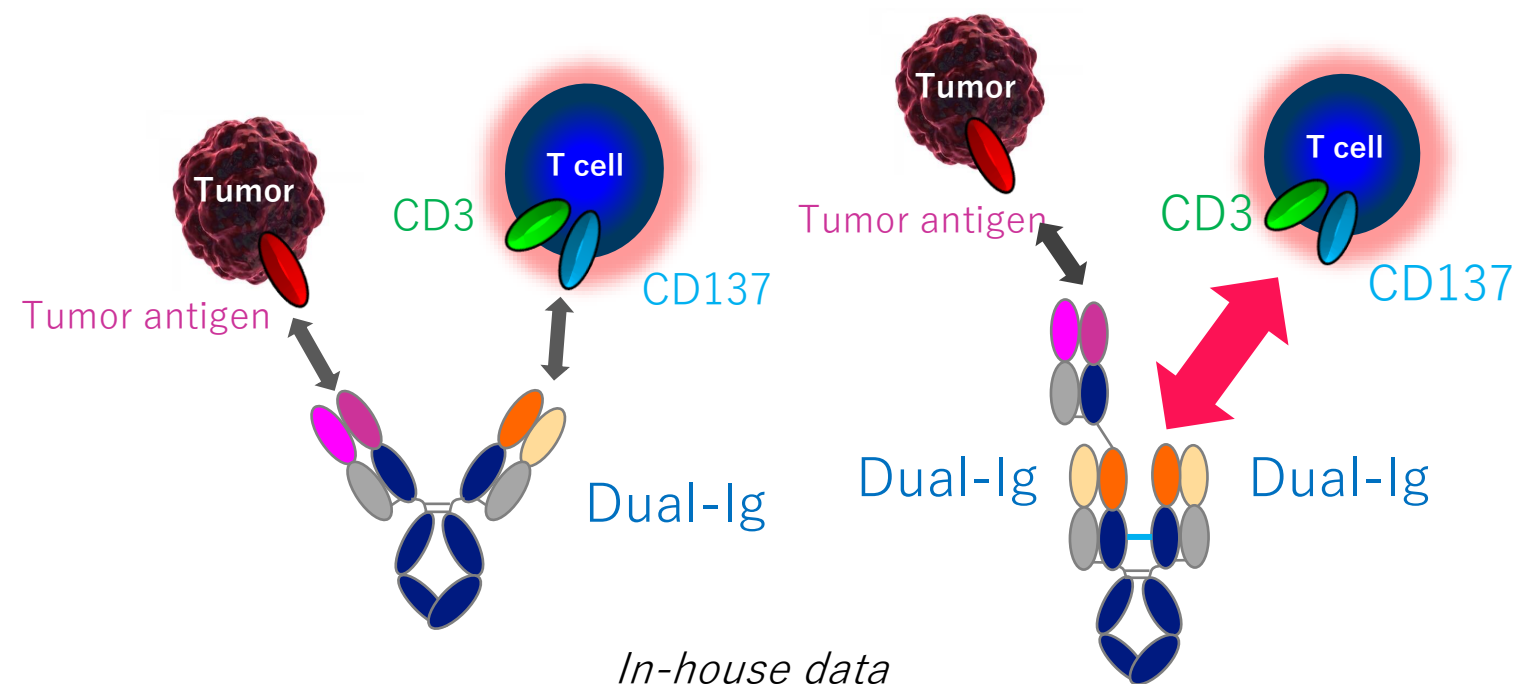 Tumor
T cell
CD3
CD137
Tumor antigen
Dual-Ig
Tumor
T cell
Tumor antigen
CD3
CD137
Dual-Ig
Dual-Ig
In-house data